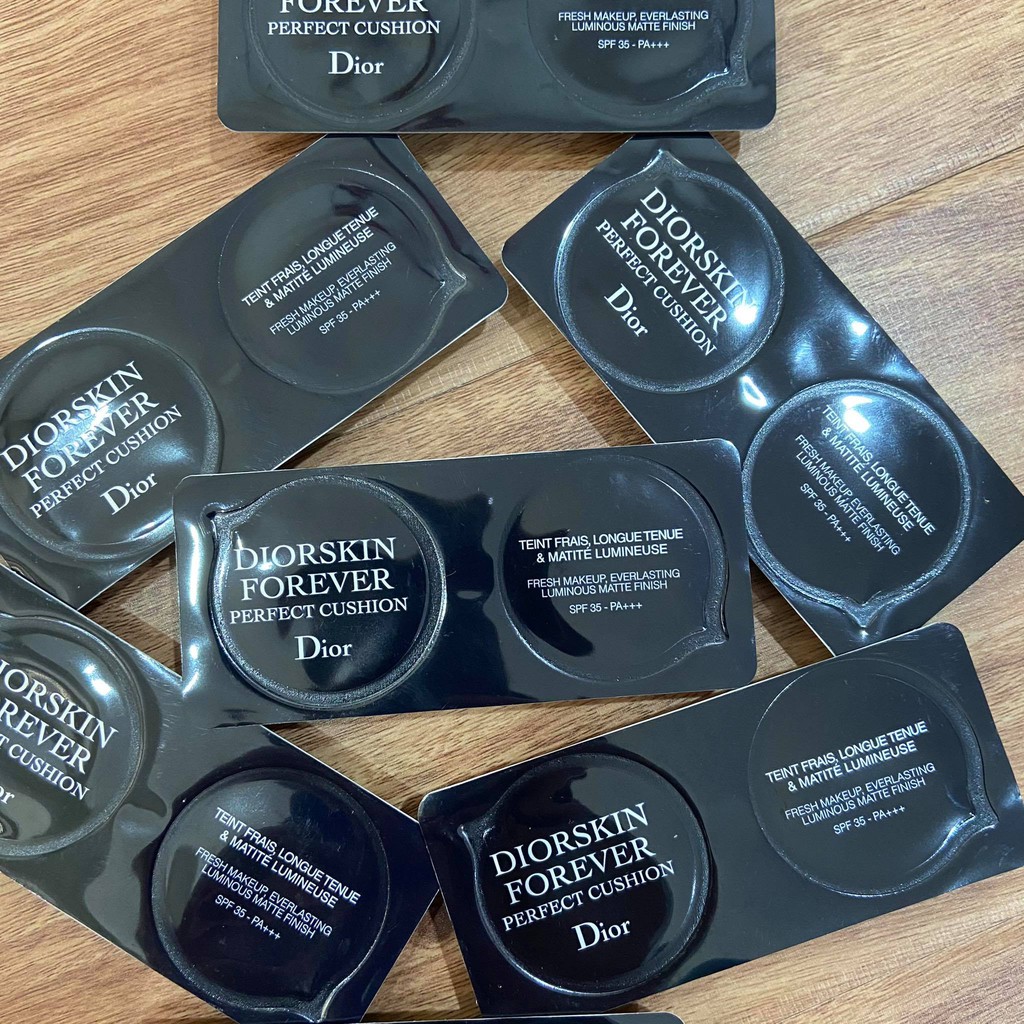 FOREVER
PERFECT CUSHION
Dior
FRESH MAKEUP, EVERLASTING
LUMINOUS MATTE FINISH
SPF 35 - PA+++
DIORSKIN
FOREVER
PERFECT CUSHION
Dior
TEINT FRAIS, LONGUE TENUE
& MATITÉ LUMINEUSE
FRESH MAKEUP, EVERLASTING
LUMINOUS MATTE FINISH
SPF 35 - PA+++
DIORSKIN
FOREVER
PERFECT CUSHION
Dior
TEINT FRAIS, LONGUE TENUE
& MATITÉ LUMINEUSE
FRESH MAKEUP, EVERLASTING
LUMINOUS MATTE FINISH
SPF 35 - PA+++
DIORSKIN
FOREVER
PERFECT CUSHION
Dior
TEINT FRAIS, LONGUE TENUE
& MATITÉ LUMINEUSE
FRESH MAKEUP, EVERLASTING
LUMINOUS MATTE FINISH
SPF 35 - PA+++
IORSKIN
REVER
CT CUSHION
or
TEINT FRAIS, LONGUE TENUE
& MATITÉ LUMINEUSE
FRESH MAKEUP, EVERLASTING
LUMINOUS MATTE FINISH
SPF 35 - PA+++
DIORSKIN
FOREVER
PERFECT CUSHION
Dior
TEINT FRAIS, LONGUE TENUE
& MATITÉ LUMINEUSE
FRESH MAKEUP, EVERLASTING
LUMINOUS MATTE FINISH
SPF 35 - PA+++